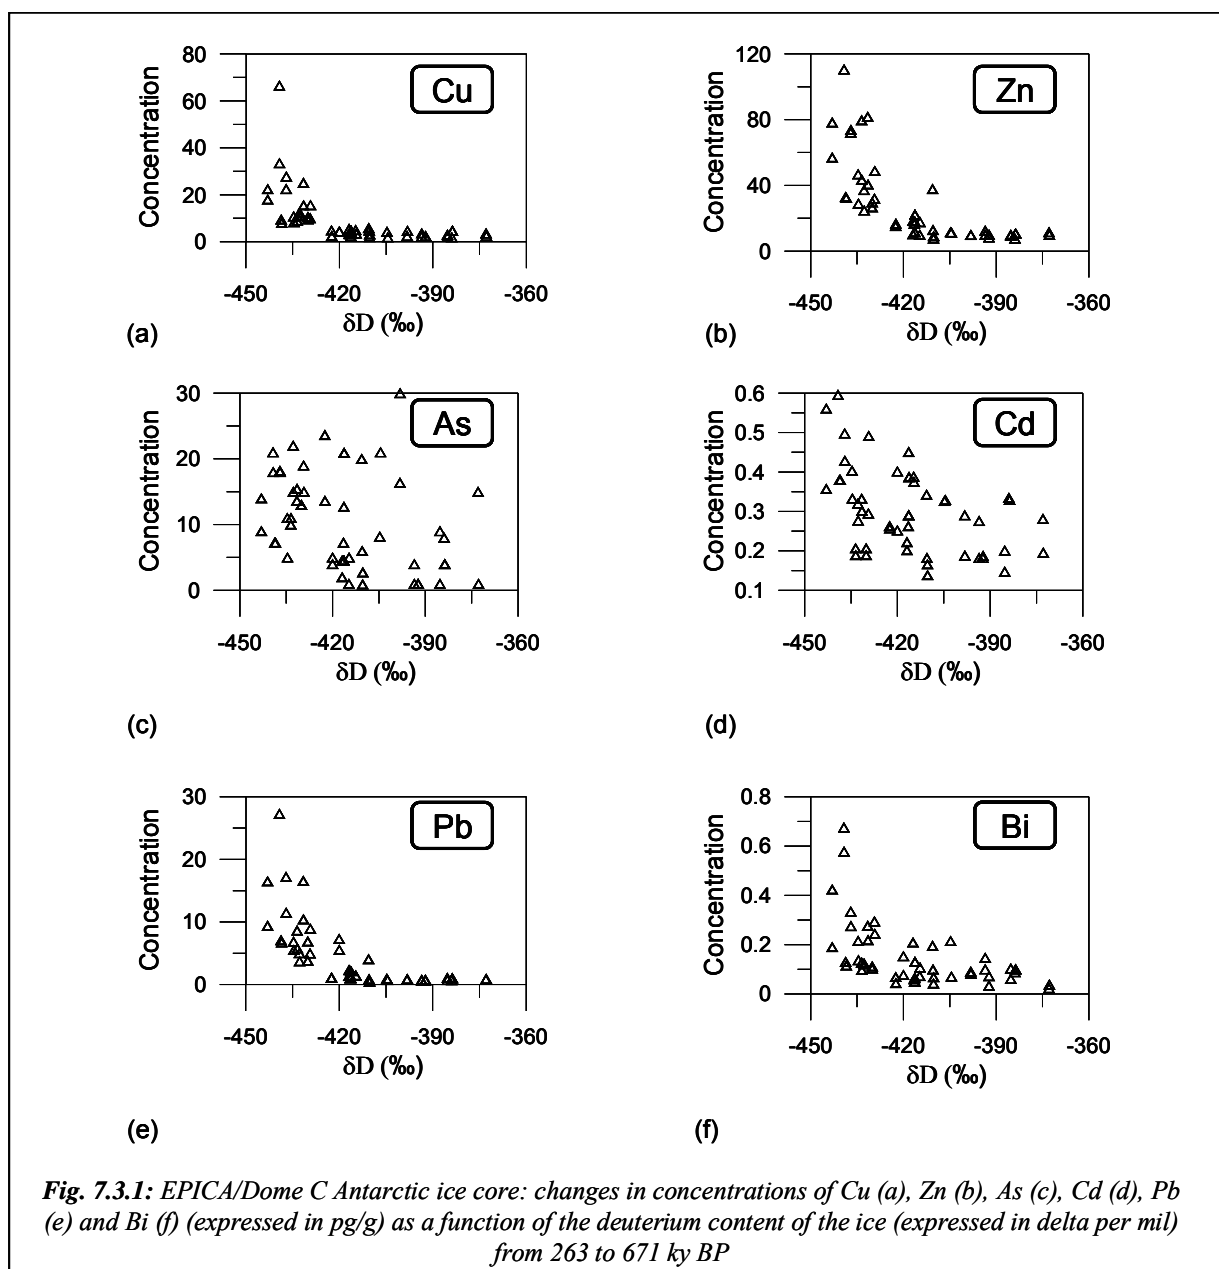 80
60
40
20
0
Concentration
Cu
-450 -420 -390 -360
δD (‰)
(a)
120
80
40
0
Concentration
Zn
-450 -420 -390 -360
δD (‰)
(b)
30
20
10
0
Concentration
As
-450 -420 -390 -360
δD (‰)
(c)
0.6
0.5
0.4
0.3
0.2
0.1
Concentration
Cd
-450 -420 -390 -360
δD (‰)
(d)
30
20
10
0
Concentration
Pb
-450 -420 -390 -360
δD (‰)
(e)
0.8
0.6
0.4
0.2
0
Concentration
Bi
-450 -420 -390 -360
δD (‰)
(f)
Fig. 7.3.1: EPICA/Dome C Antarctic ice core: changes in concentrations of Cu (a), Zn (b), As (c), Cd (d), Pb
(e) and Bi (f) (expressed in pg/g) as a function of the deuterium content of the ice (expressed in delta per mil)
from 263 to 671 ky BP